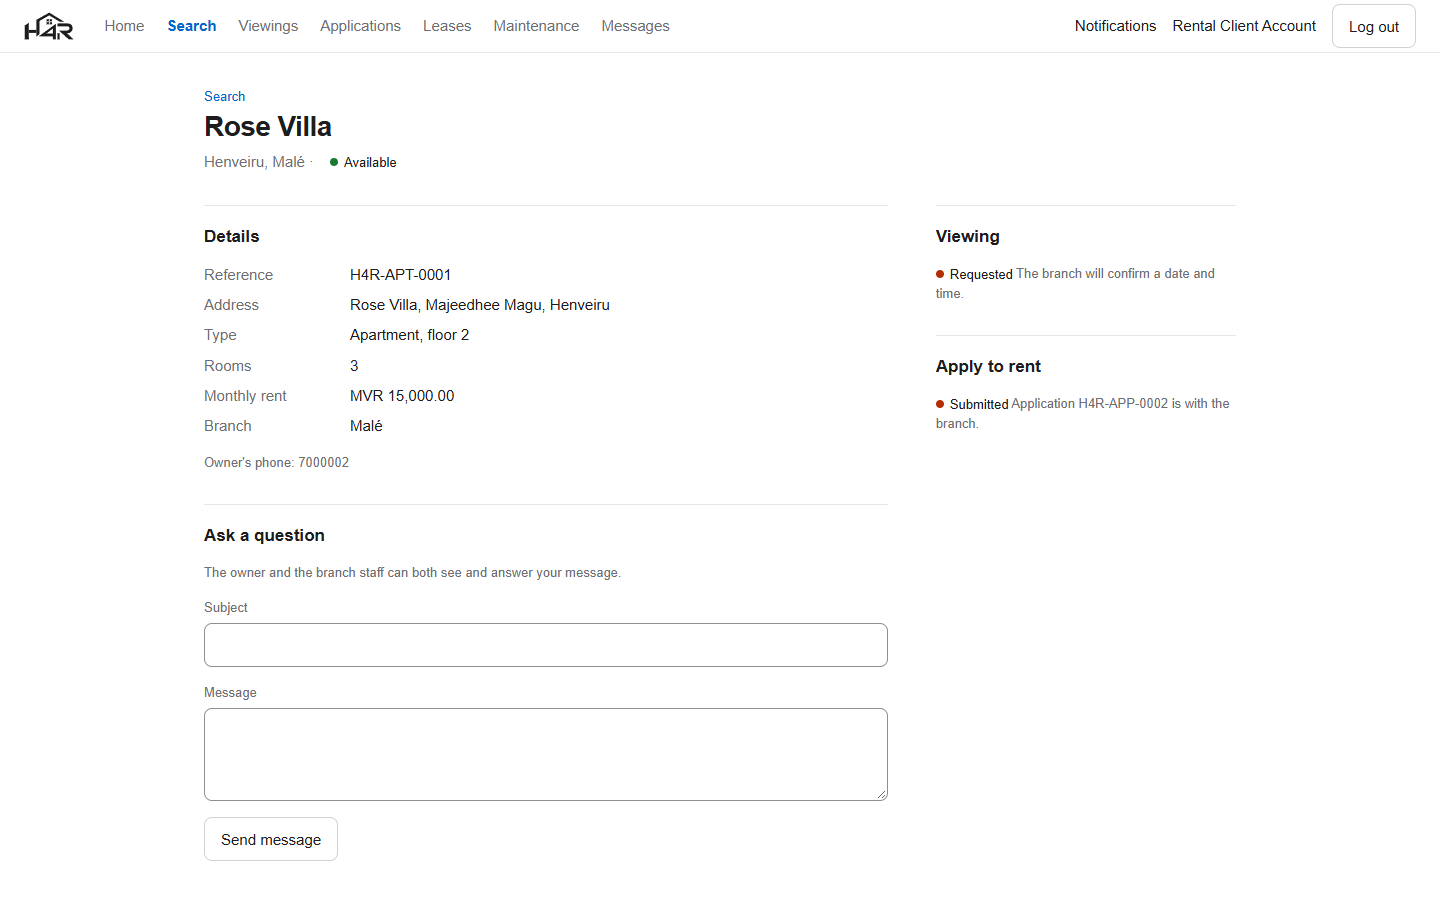 H4R
Home Search Viewings Applications Leases Maintenance Messages Notifications Rental Client Account Log out
Search
Rose Villa
Henveiru, Malé · Available
Details
Reference H4R-APT-0001
Address Rose Villa, Majeedhee Magu, Henveiru
Type Apartment, floor 2
Rooms 3
Monthly rent MVR 15,000.00
Branch Malé
Owner's phone: 7000002
Ask a question
The owner and the branch staff can both see and answer your message.
Subject
Message
Send message
Viewing
Requested The branch will confirm a date and
time.
Apply to rent
Submitted Application H4R-APP-0002 is with the
branch.